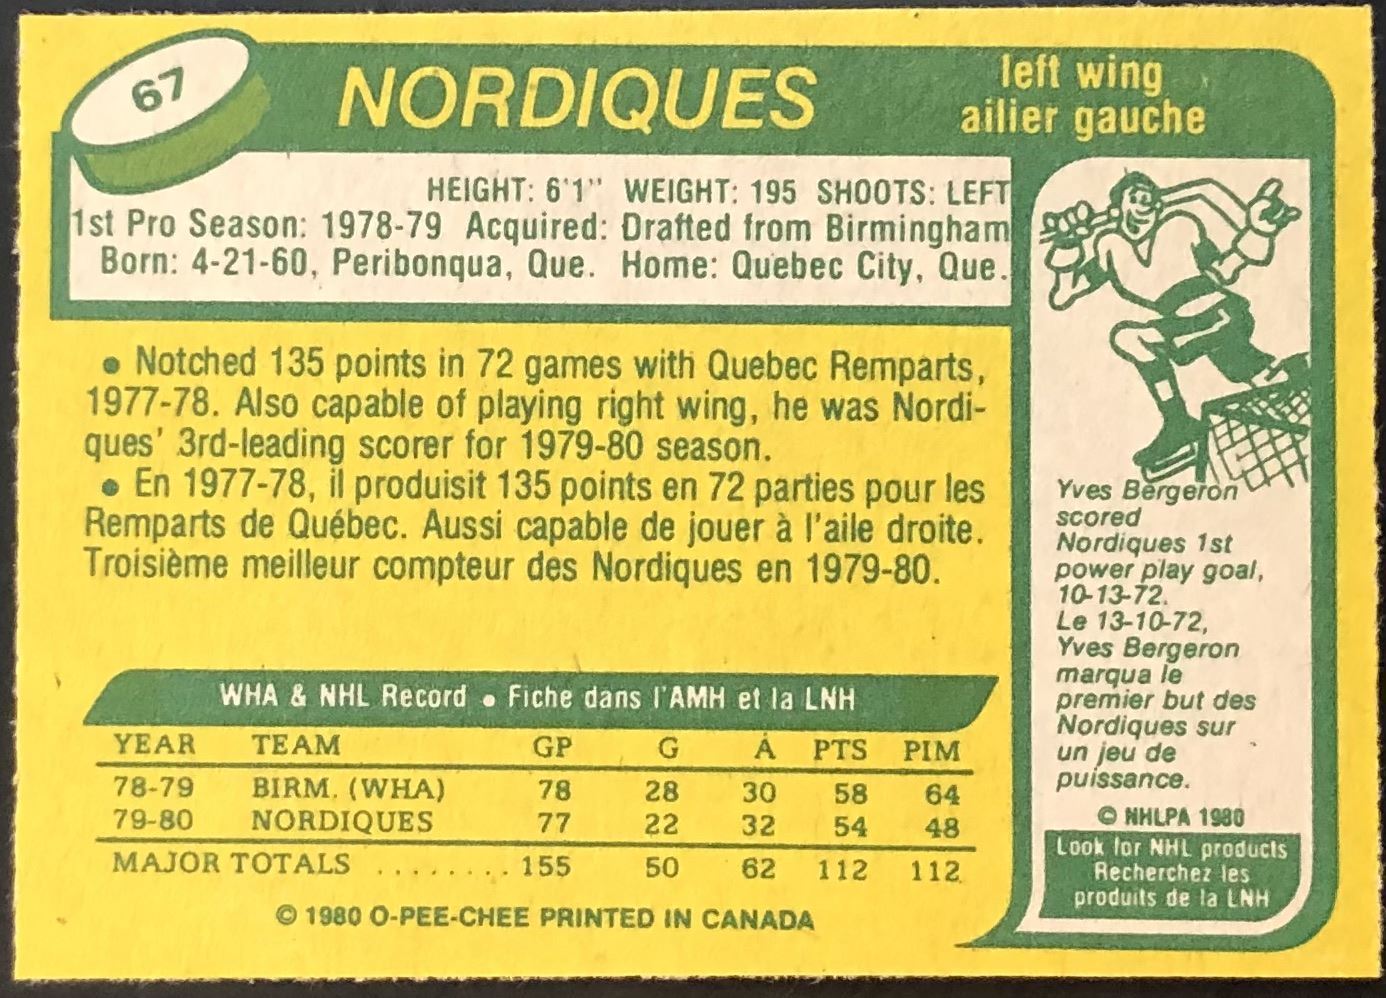 67
NORDIQUES
left wing
ailier gauche
HEIGHT: 6'1" WEIGHT: 195 SHOOTS: LEFT
1st Pro Season: 1978-79 Acquired: Drafted from Birmingham
Born: 4-21-60, Peribonqua, Que. Home: Quebec City, Que.
• Notched 135 points in 72 games with Quebec Remparts,
1977-78. Also capable of playing right wing, he was Nordi-
ques' 3rd-leading scorer for 1979-80 season.
• En 1977-78, il produisit 135 points en 72 parties pour les
Remparts de Québec. Aussi capable de jouer à l'aile droite.
Troisième meilleur compteur des Nordiques en 1979-80.
WHA & NHL Record • Fiche dans l'AMH et la LNH
YEAR TEAM GP G A PTS PIM
78-79 BIRM. (WHA) 78 28 30 58 64
79-80 NORDIQUES 77 22 32 54 48
MAJOR TOTALS ........ 155 50 62 112 112
© 1980 O-PEE-CHEE PRINTED IN CANADA
Yves Bergeron
scored
Nordiques 1st
power play goal,
10-13-72.
Le 13-10-72,
Yves Bergeron
marqua le
premier but des
Nordiques sur
un jeu de
puissance.
© NHLPA 1980
Look for NHL products
Recherchez les
produits de la LNH